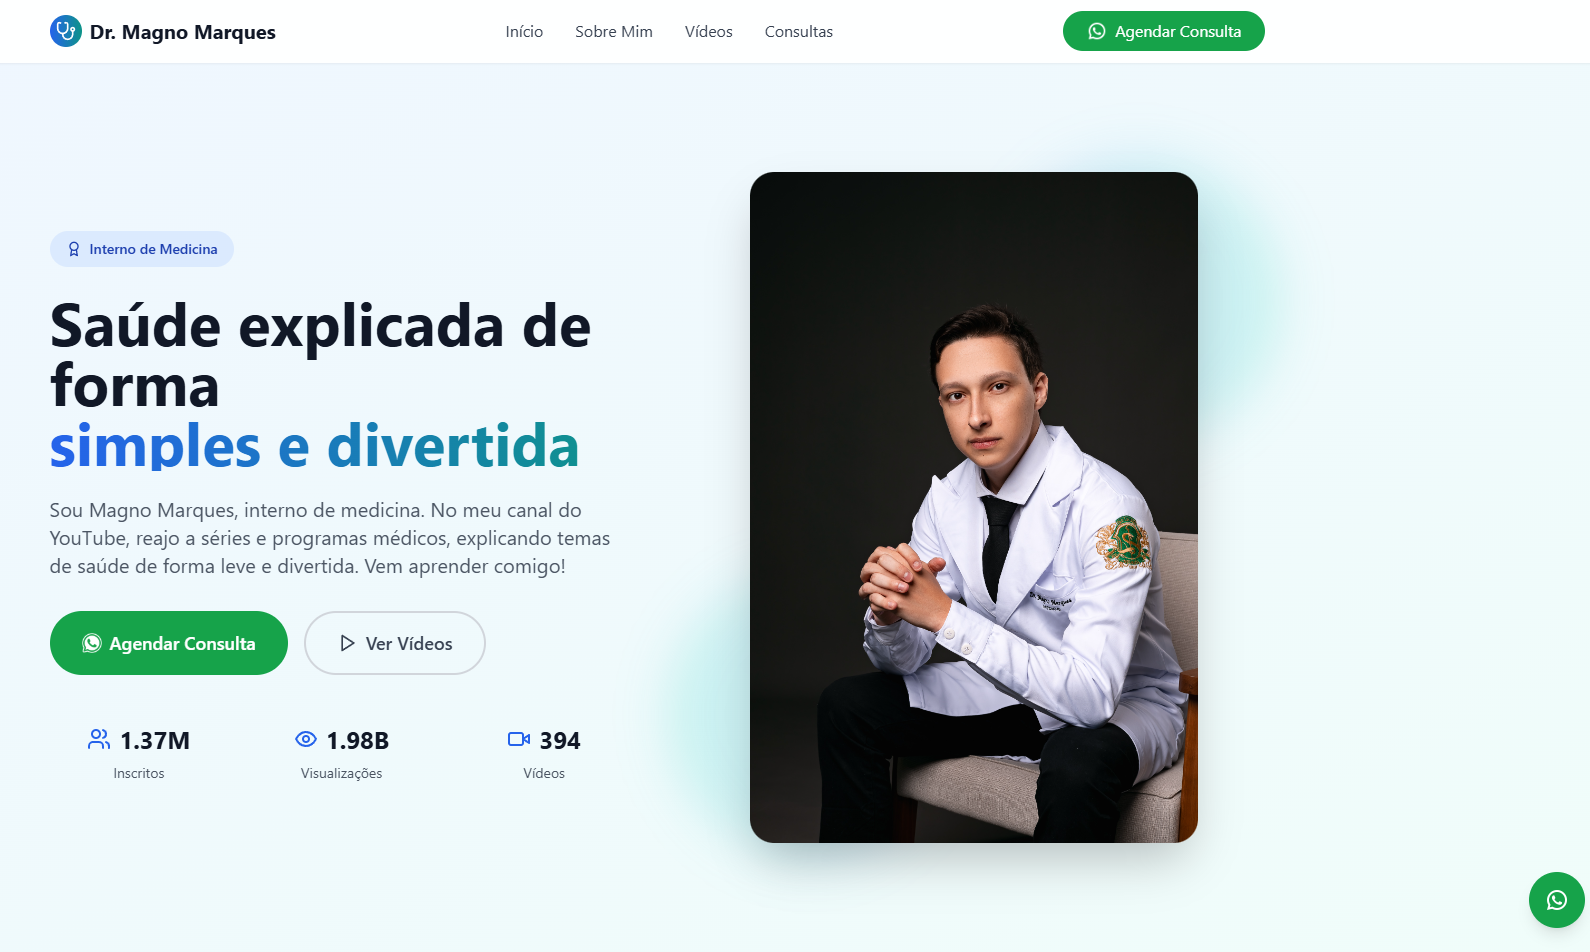 Dr. Magno Marques
Início
Sobre Mim
Vídeos
Consultas
Agendar Consulta
Interno de Medicina
Saúde explicada de
forma
simples e divertida
Sou Magno Marques, interno de medicina. No meu canal do
YouTube, reajo a séries e programas médicos, explicando temas
de saúde de forma leve e divertida. Vem aprender comigo!
Agendar Consulta
Ver Vídeos
1.37M
Inscritos
1.98B
Visualizações
394
Vídeos
Dr. Magno Marques